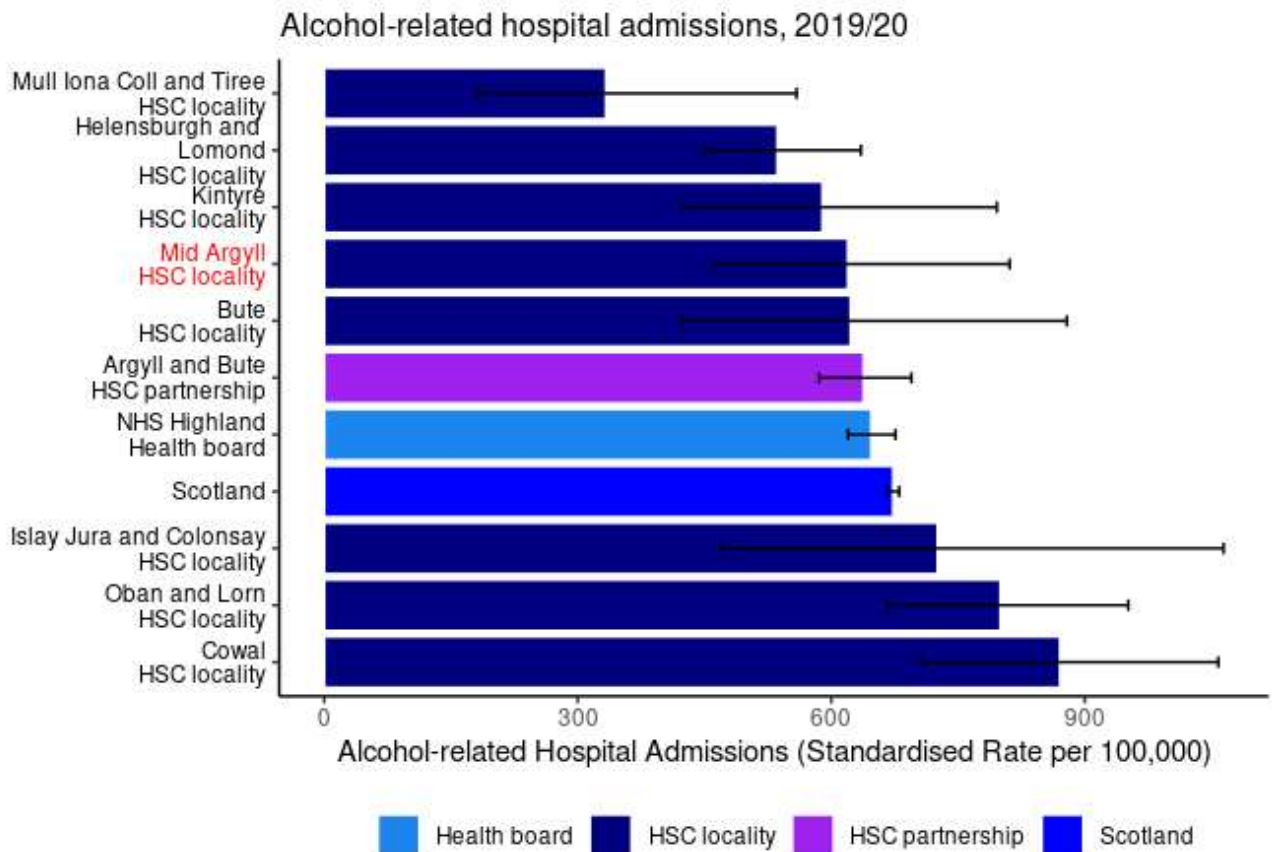 Alcohol-related hospital admissions, 2019/20
Mull Iona Coll and Tiree
HSC locality
Helensburgh and
Lomond
HSC locality
Kintyre
HSC locality
Mid Argyll
HSC locality
Bute
HSC locality
Argyll and Bute
HSC partnership
NHS Highland
Health board
Scotland
Islay Jura and Colonsay
HSC locality
Oban and Lorn
HSC locality
Cowal
HSC locality
0 300 600 900
Alcohol-related Hospital Admissions (Standardised Rate per 100,000)
Health board HSC locality HSC partnership Scotland